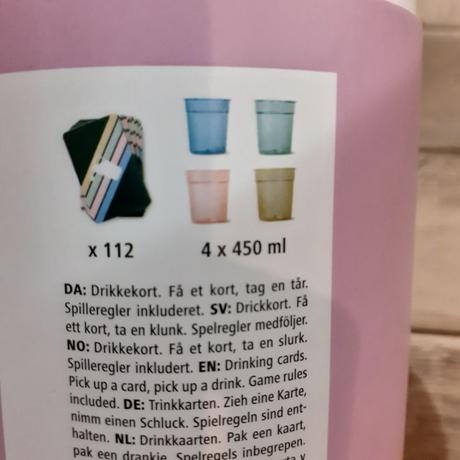 x 112
4 x 450 ml
DA: Drikkekort. Få et kort, tag en tår.
Spilleregler inkluderet. SV: Drickkort. Få
ett kort, ta en klunk. Spelregler medföljer.
NO: Drikkekort. Få et kort, ta en slurk.
Spilleregler inkludert. EN: Drinking cards.
Pick up a card, pick up a drink. Game rules
included. DE: Trinkkarten. Zieh eine Karte,
nimm einen Schluck. Spielregeln sind ent-
halten. NL: Drinkkaarten. Pak een kaart,
pak een drankje. Spelregels inbegrepen.